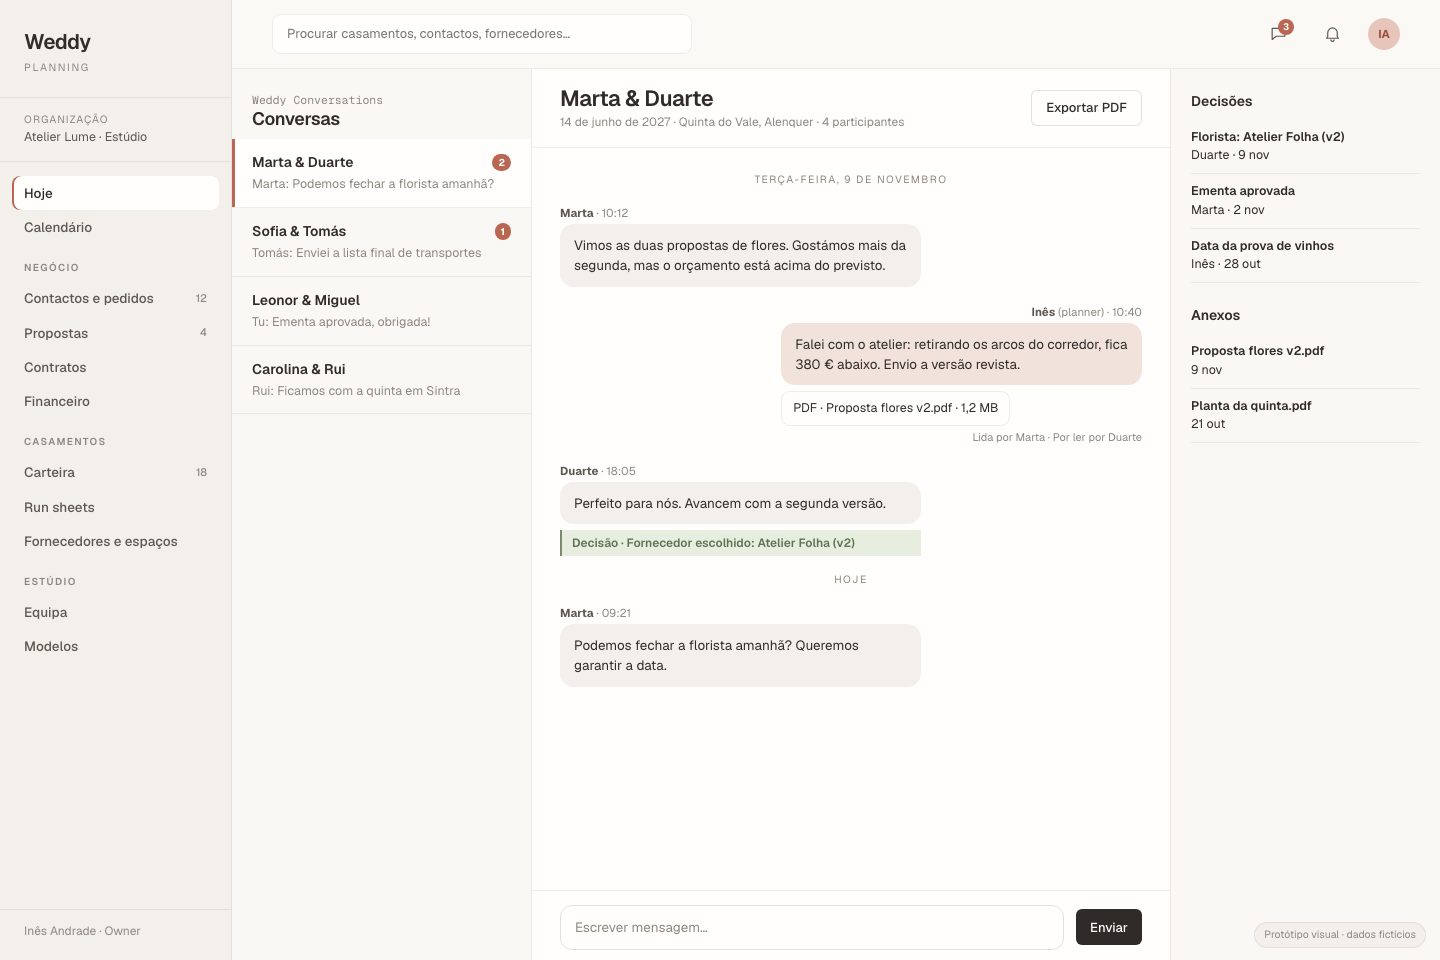 Weddy
PLANNING
ORGANIZAÇÃO
Atelier Lume · Estúdio
Hoje
Calendário
NEGÓCIO
Contactos e pedidos 12
Propostas 4
Contratos
Financeiro
CASAMENTOS
Carteira 18
Run sheets
Fornecedores e espaços
ESTÚDIO
Equipa
Modelos
Inês Andrade · Owner
Procurar casamentos, contactos, fornecedores...
3
IA
Weddy Conversations
Conversas
Marta & Duarte 2
Marta: Podemos fechar a florista amanhã?
Sofia & Tomás 1
Tomás: Enviei a lista final de transportes
Leonor & Miguel
Tu: Ementa aprovada, obrigada!
Carolina & Rui
Rui: Ficamos com a quinta em Sintra
Marta & Duarte
14 de junho de 2027 · Quinta do Vale, Alenquer · 4 participantes
Exportar PDF
TERÇA-FEIRA, 9 DE NOVEMBRO
Marta · 10:12
Vimos as duas propostas de flores. Gostámos mais da
segunda, mas o orçamento está acima do previsto.
Inês (planner) · 10:40
Falei com o atelier: retirando os arcos do corredor, fica
380 € abaixo. Envio a versão revista.
PDF · Proposta flores v2.pdf · 1,2 MB
Lida por Marta · Por ler por Duarte
Duarte · 18:05
Perfeito para nós. Avancem com a segunda versão.
Decisão · Fornecedor escolhido: Atelier Folha (v2)
HOJE
Marta · 09:21
Podemos fechar a florista amanhã? Queremos
garantir a data.
Escrever mensagem...
Enviar
Decisões
Florista: Atelier Folha (v2)
Duarte · 9 nov
Ementa aprovada
Marta · 2 nov
Data da prova de vinhos
Inês · 28 out
Anexos
Proposta flores v2.pdf
9 nov
Planta da quinta.pdf
21 out
Protótipo visual · dados fictícios